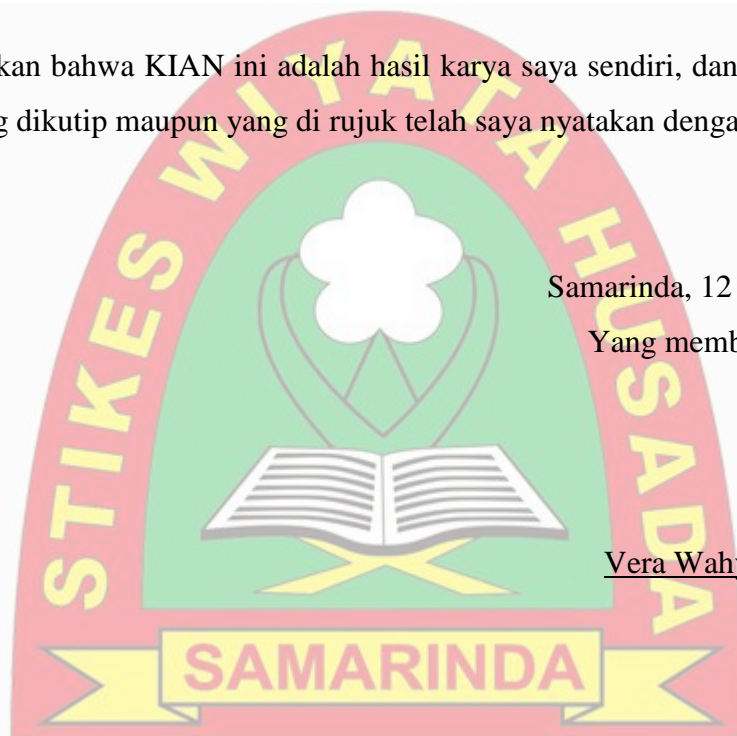 kan bahwa KIAN ini adalah hasil karya saya sendiri, dan
g dikutip maupun yang di rujuk telah saya nyatakan denga
STIKES WIYATA HUSADA
Samarinda, 12
Yang memb
Vera Wahy
SAMARINDA